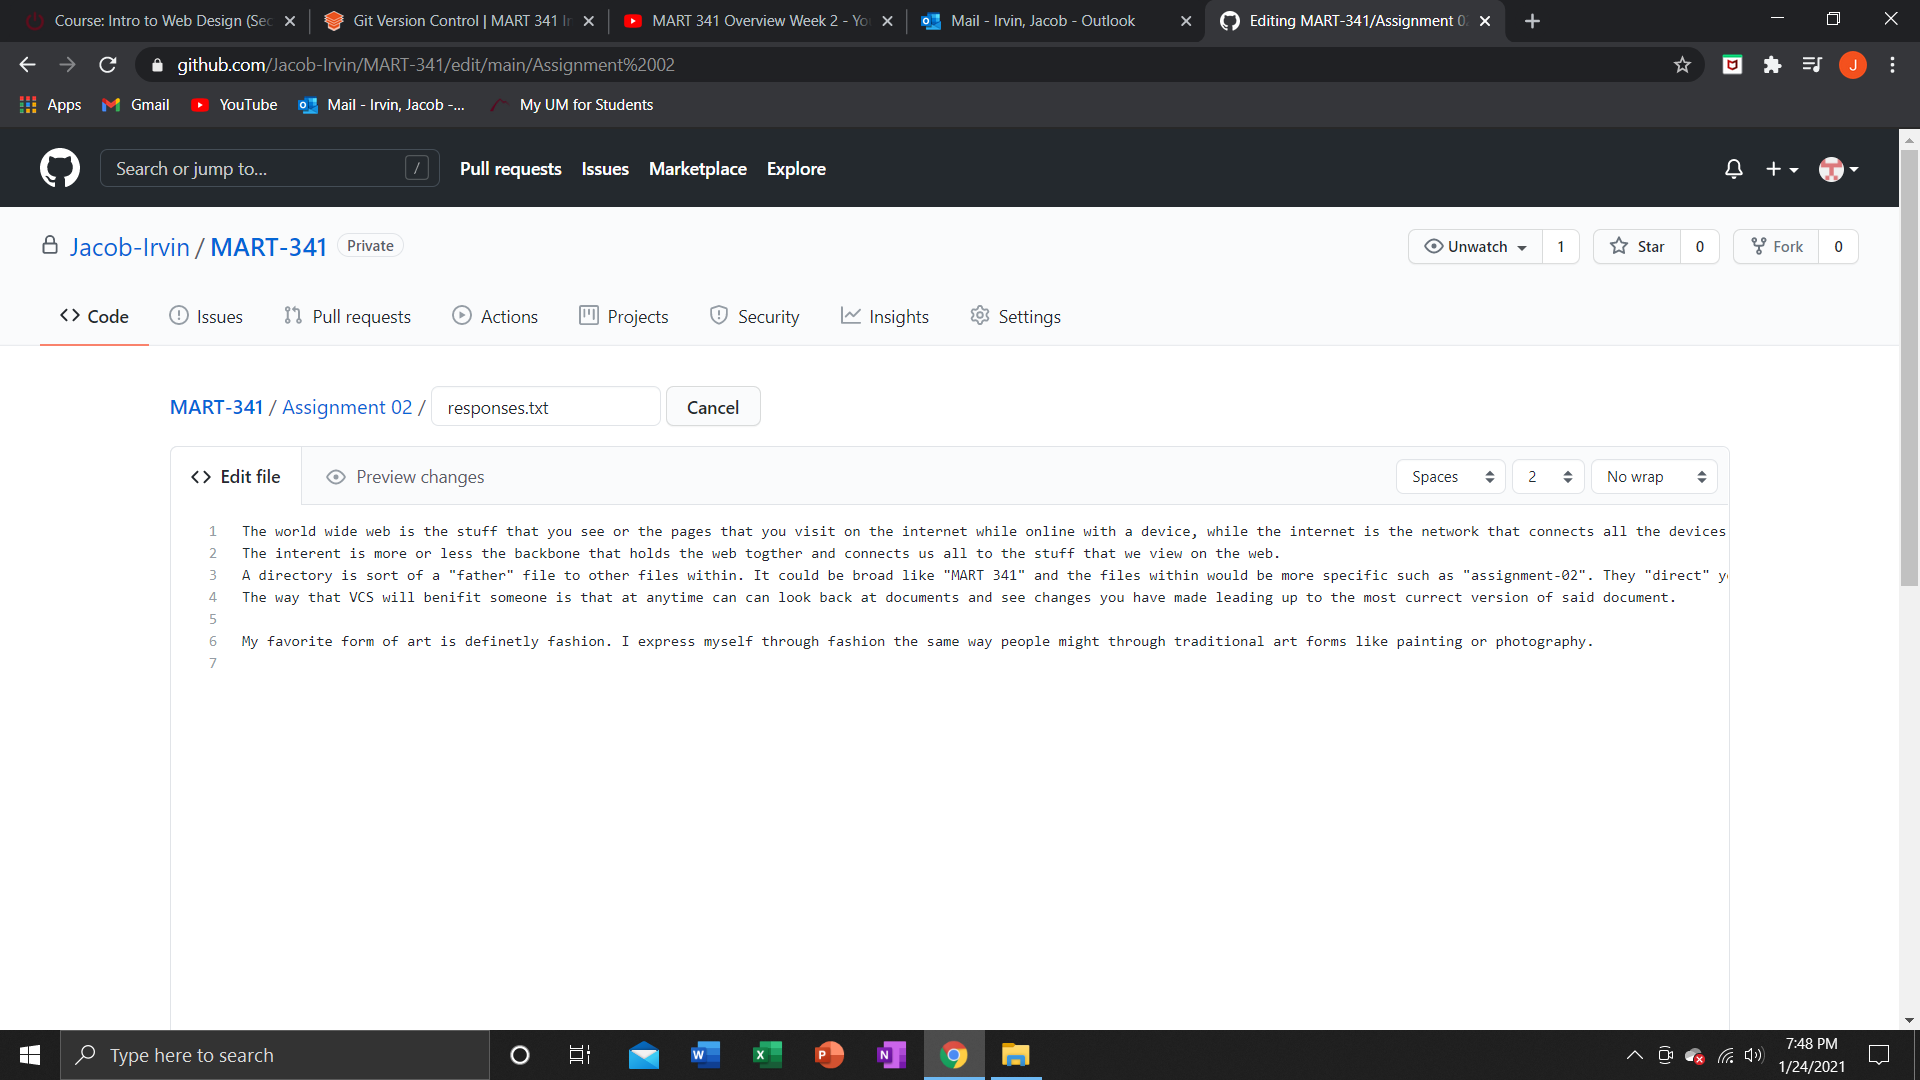 Course: Intro to Web Design (Sec
Git Version Control | MART 341 In
MART 341 Overview Week 2 - You
Mail - Irvin, Jacob - Outlook
Editing MART-341/Assignment 02
github.com/Jacob-Irvin/MART-341/edit/main/Assignment%2002
J
Apps
Gmail
YouTube
Mail - Irvin, Jacob -...
My UM for Students
Search or jump to...
/
Pull requests
Issues
Marketplace
Explore
Jacob-Irvin / MART-341
Private
Unwatch
1
Star
0
Fork
0
Code
Issues
Pull requests
Actions
Projects
Security
Insights
Settings
MART-341 / Assignment 02 /
responses.txt
Cancel
Edit file
Preview changes
Spaces
2
No wrap
1 The world wide web is the stuff that you see or the pages that you visit on the internet while online with a device, while the internet is the network that connects all the devices
2 The interent is more or less the backbone that holds the web togther and connects us all to the stuff that we view on the web.
3 A directory is sort of a "father" file to other files within. It could be broad like "MART 341" and the files within would be more specific such as "assignment-02". They "direct" y
4 The way that VCS will benifit someone is that at anytime can can look back at documents and see changes you have made leading up to the most currect version of said document.
5
6 My favorite form of art is definetly fashion. I express myself through fashion the same way people might through traditional art forms like painting or photography.
7
Type here to search
7:48 PM
1/24/2021